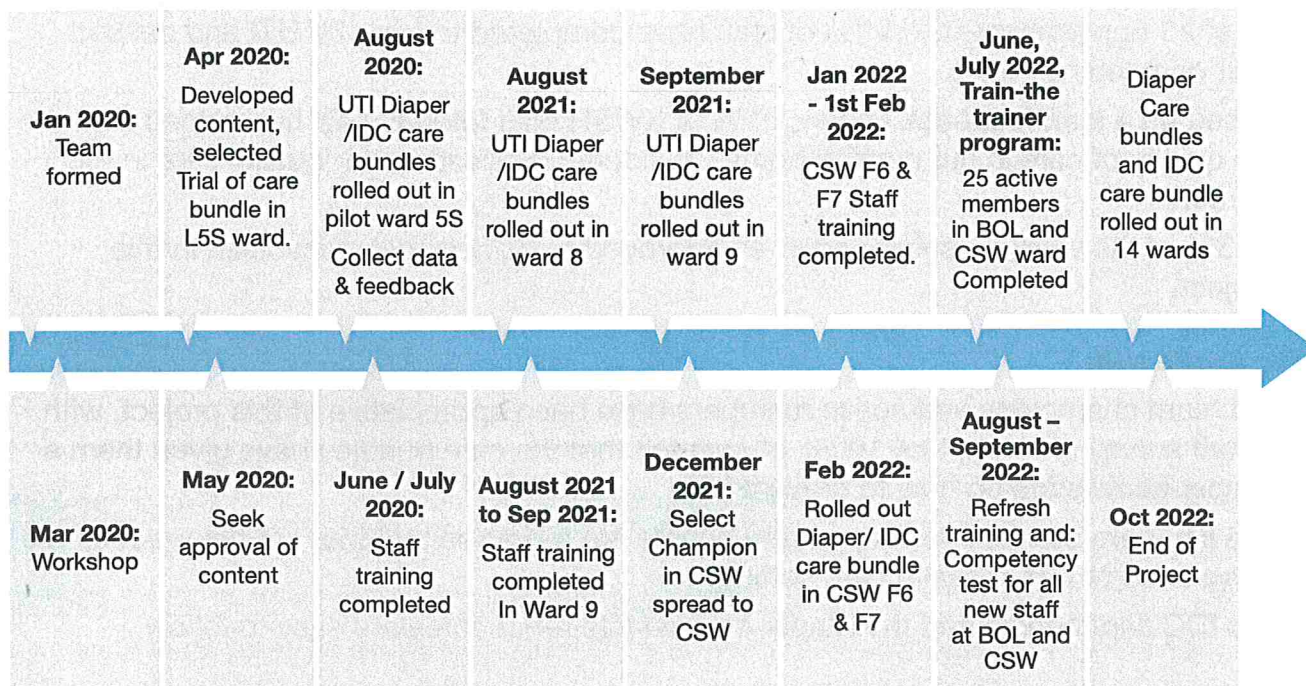 Jan 2020:
Team
formed
Apr 2020:
Developed
content,
selected
Trial of care
bundle in
L5S ward.
August
2020:
UTI Diaper
/IDC care
bundles
rolled out in
pilot ward 5S
Collect data
& feedback
August
2021:
UTI Diaper
/IDC care
bundles
rolled out in
ward 8
September
2021:
UTI Diaper
/IDC care
bundles
rolled out in
ward 9
Jan 2022
- 1st Feb
2022:
CSW F6 &
F7 Staff
training
completed.
June,
July 2022,
Train-the
trainer
program:
25 active
members
in BOL and
CSW ward
Completed
Diaper
Care
bundles
and IDC
care bundle
rolled out in
14 wards
Mar 2020:
Workshop
May 2020:
Seek
approval of
content
June / July
2020:
Staff
training
completed
August 2021
to Sep 2021:
Staff training
completed
In Ward 9
December
2021:
Select
Champion
in CSW
spread to
CSW
Feb 2022:
Rolled out
Diaper/ IDC
care bundle
in CSW F6
& F7
August –
September
2022:
Refresh
training and:
Competency
test for all
new staff
at BOL and
CSW
Oct 2022:
End of
Project